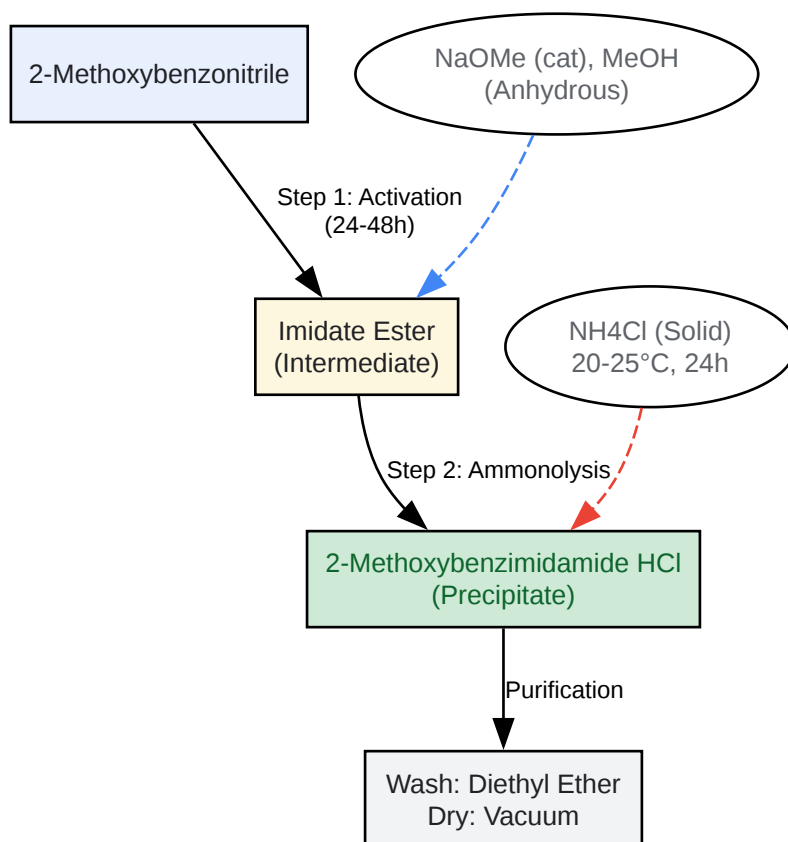 2-Methoxybenzonitrile
NaOMe (cat), MeOH
(Anhydrous)
Step 1: Activation
(24-48h)
Imidate Ester
(Intermediate)
NH4Cl (Solid)
20-25°C, 24h
Step 2: Ammonolysis
2-Methoxybenzimidamide HCl
(Precipitate)
Purification
Wash: Diethyl Ether
Dry: Vacuum